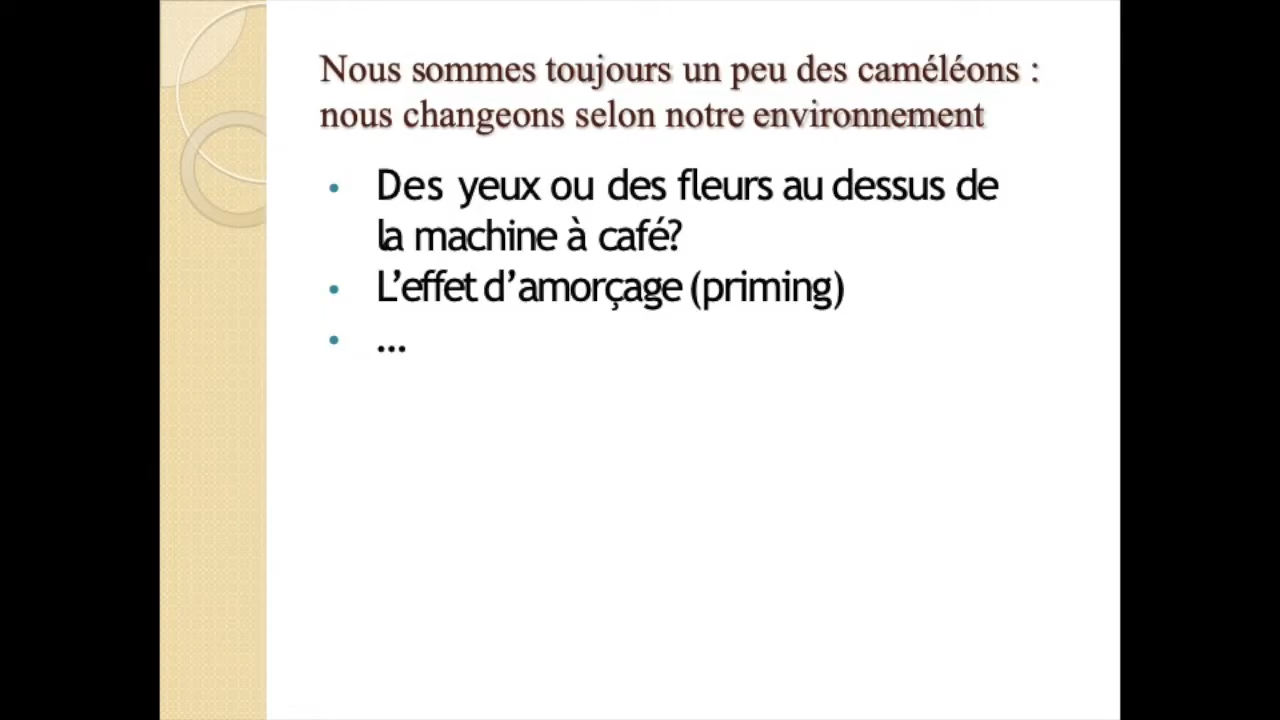 Nous sommes toujours un peu des caméléons :
nous changeons selon notre environnement
• Des yeux ou des fleurs au dessus de
la machine à café?
• L’effet d’amorçage (priming)
• ...